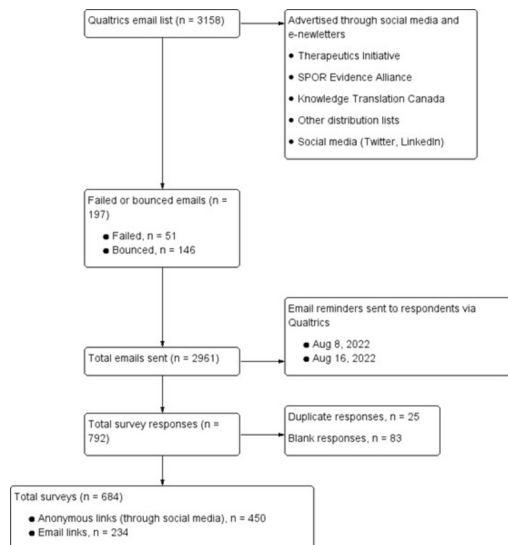 Qualtrics email list (n = 3158)
Advertised through social media and
e-newletters
● Therapeutics Initiative
● SPOR Evidence Alliance
● Knowledge Translation Canada
● Other distribution lists
● Social media (Twitter, LinkedIn)
Failed or bounced emails (n =
197)
● Failed, n = 51
● Bounced, n = 146
Email reminders sent to respondents via
Qualtrics
● Aug 8, 2022
● Aug 16, 2022
Total emails sent (n = 2961)
Total survey responses (n =
792)
Duplicate responses, n = 25
Blank responses, n = 83
Total surveys (n = 684)
● Anonymous links (through social media), n = 450
● Email links, n = 234